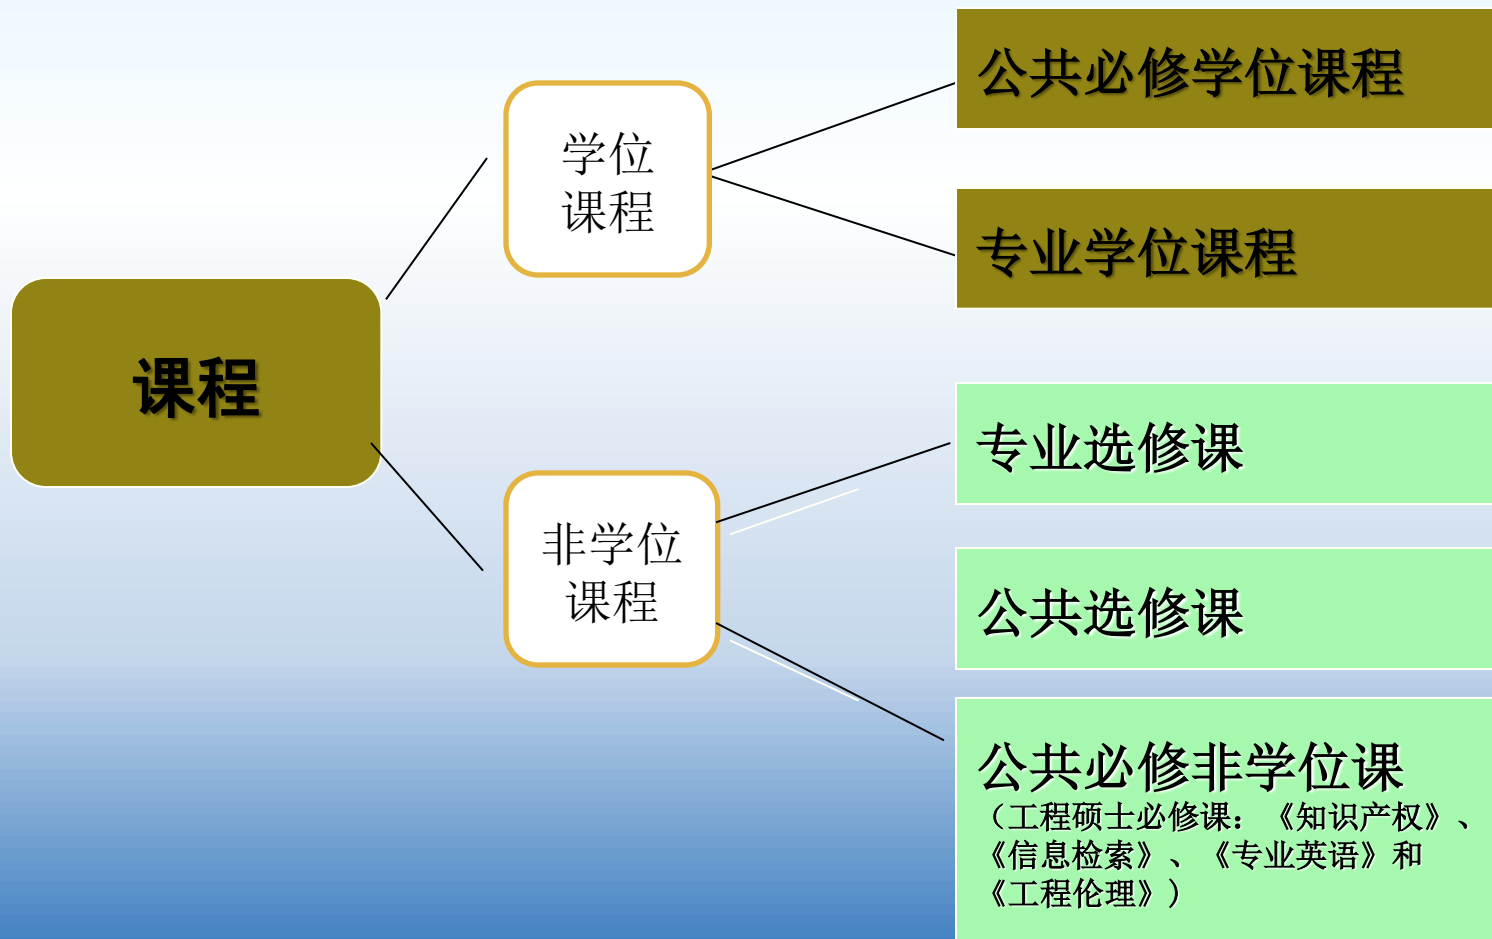 公共必修学位课程
学位
课程
专业学位课程
课程
专业选修课
非学位
课程
公共选修课
公共必修非学位课
（工程硕士必修课：《知识产权》、
《信息检索》、《专业英语》和
《工程伦理》)